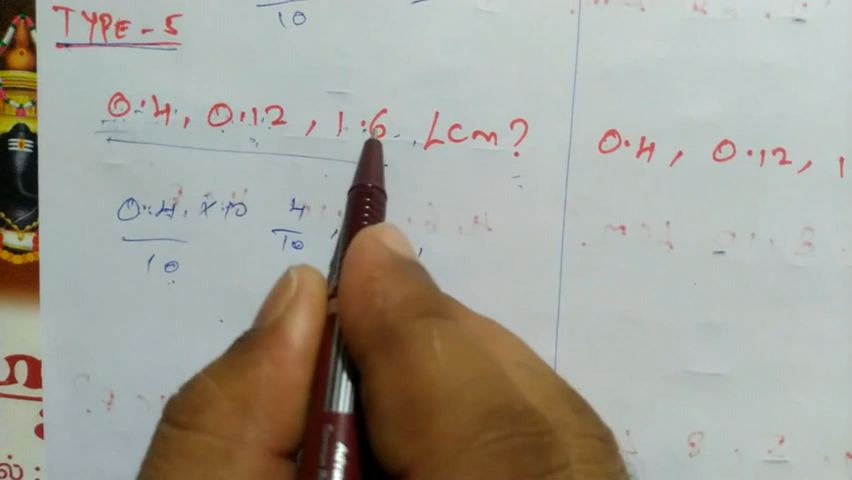 TYPE - 5
10
0.4, 0.12, 1.6 Lcm?
0.4, 0.12, 1
0.4 × 10
10
4
10